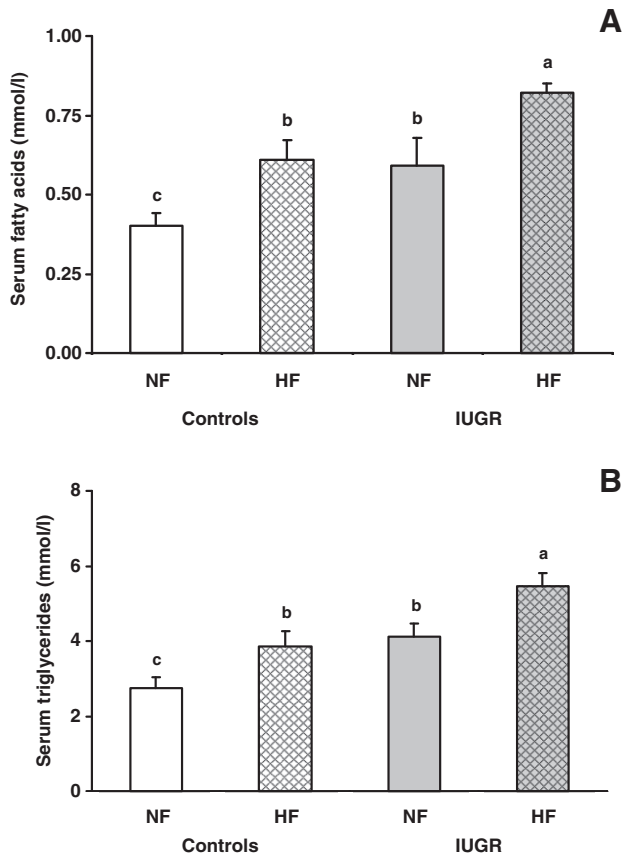 A
Serum fatty acids (mmol/l)
1.00
0.75
0.50
0.25
0.00
c
b
b
a
NF HF NF HF
Controls IUGR
B
Serum triglycerides (mmol/l)
8
6
4
2
0
c
b
b
a
NF HF NF HF
Controls IUGR